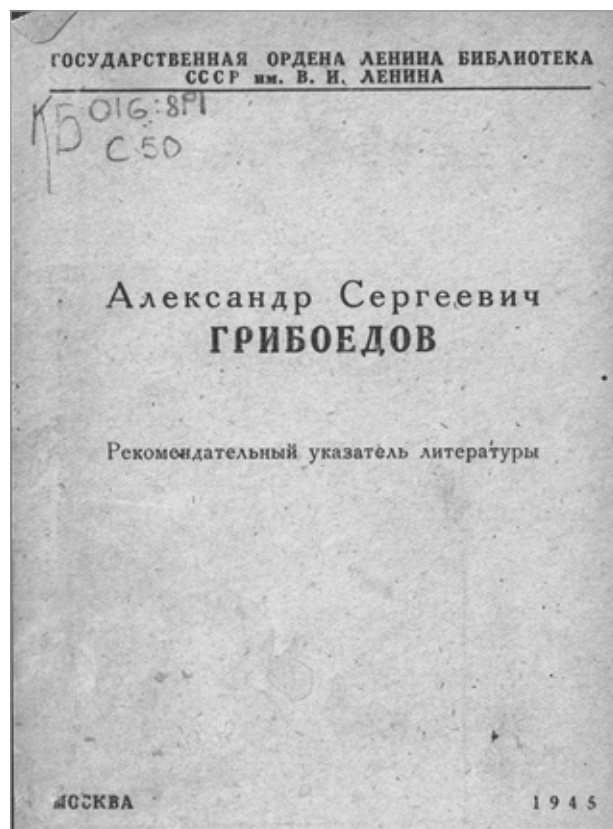 ГОСУДАРСТВЕННАЯ ОРДЕНА ЛЕНИНА БИБЛИОТЕКА
СССР им. В. И. ЛЕНИНА
КБ 016:8Р1
С 50
Александр Сергеевич
ГРИБОЕДОВ
Рекомендательный указатель литературы
МОСКВА 1945